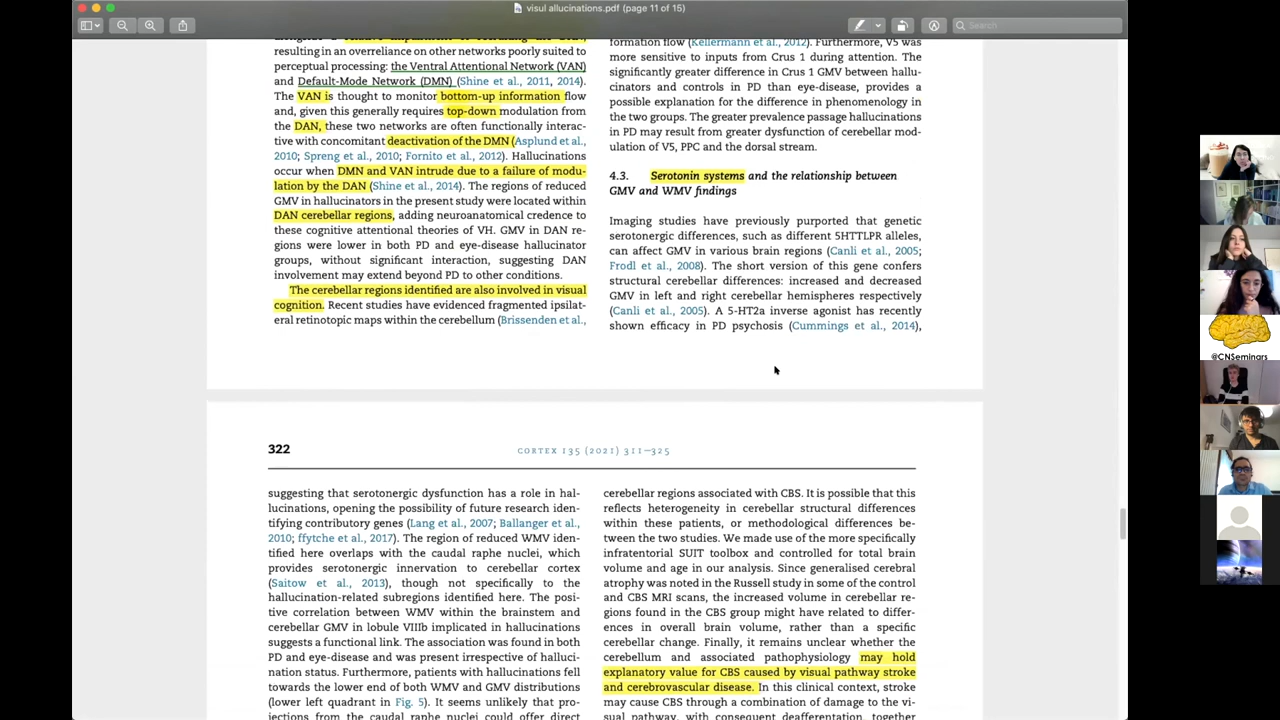 visul allucinations.pdf (page 11 of 15)
Search
resulting in an overreliance on other networks poorly suited to
perceptual processing: the Ventral Attentional Network (VAN)
and Default-Mode Network (DMN) (Shine et al., 2011, 2014).
The VAN is thought to monitor bottom-up information flow
and, given this generally requires top-down modulation from
the DAN, these two networks are often functionally interac-
tive with concomitant deactivation of the DMN (Asplund et al.,
2010; Spreng et al., 2010; Fornito et al., 2012). Hallucinations
occur when DMN and VAN intrude due to a failure of modu-
lation by the DAN (Shine et al., 2014). The regions of reduced
GMV in hallucinators in the present study were located within
DAN cerebellar regions, adding neuroanatomical credence to
these cognitive attentional theories of VH. GMV in DAN re-
gions were lower in both PD and eye-disease hallucinator
groups, without significant interaction, suggesting DAN
involvement may extend beyond PD to other conditions.
The cerebellar regions identified are also involved in visual
cognition. Recent studies have evidenced fragmented ipsilat-
eral retinotopic maps within the cerebellum (Brissenden et al.,
formation flow (Kellermann et al., 2012). Furthermore, V5 was
more sensitive to inputs from Crus 1 during attention. The
significantly greater difference in Crus 1 GMV between hallu-
cinators and controls in PD than eye-disease, provides a
possible explanation for the difference in phenomenology in
the two groups. The greater prevalence passage hallucinations
in PD may result from greater dysfunction of cerebellar mod-
ulation of V5, PPC and the dorsal stream.
4.3. Serotonin systems and the relationship between
GMV and WMV findings
Imaging studies have previously purported that genetic
serotonergic differences, such as different 5HTTLPR alleles,
can affect GMV in various brain regions (Canli et al., 2005;
Frodl et al., 2008). The short version of this gene confers
structural cerebellar differences: increased and decreased
GMV in left and right cerebellar hemispheres respectively
(Canli et al., 2005). A 5-HT2a inverse agonist has recently
shown efficacy in PD psychosis (Cummings et al., 2014),
322
CORTEX 135 (2021) 311–325
suggesting that serotonergic dysfunction has a role in hal-
lucinations, opening the possibility of future research iden-
tifying contributory genes (Lang et al., 2007; Ballanger et al.,
2010; ffytche et al., 2017). The region of reduced WMV iden-
tified here overlaps with the caudal raphe nuclei, which
provides serotonergic innervation to cerebellar cortex
(Saitow et al., 2013), though not specifically to the
hallucination-related subregions identified here. The posi-
tive correlation between WMV within the brainstem and
cerebellar GMV in lobule VIIIb implicated in hallucinations
suggests a functional link. The association was found in both
PD and eye-disease and was present irrespective of halluci-
nation status. Furthermore, patients with hallucinations fell
towards the lower end of both WMV and GMV distributions
(lower left quadrant in Fig. 5). It seems unlikely that pro-
jections from the caudal raphe nuclei could offer direct
cerebellar regions associated with CBS. It is possible that this
reflects heterogeneity in cerebellar structural differences
within these patients, or methodological differences be-
tween the two studies. We made use of the more specifically
infratentorial SUIT toolbox and controlled for total brain
volume and age in our analysis. Since generalised cerebral
atrophy was noted in the Russell study in some of the control
and CBS MRI scans, the increased volume in cerebellar re-
gions found in the CBS group might have related to differ-
ences in overall brain volume, rather than a specific
cerebellar change. Finally, it remains unclear whether the
cerebellum and associated pathophysiology may hold
explanatory value for CBS caused by visual pathway stroke
and cerebrovascular disease. In this clinical context, stroke
may cause CBS through a combination of damage to the vi-
sual pathway, with consequent deafferentation, together
@CNSeminars